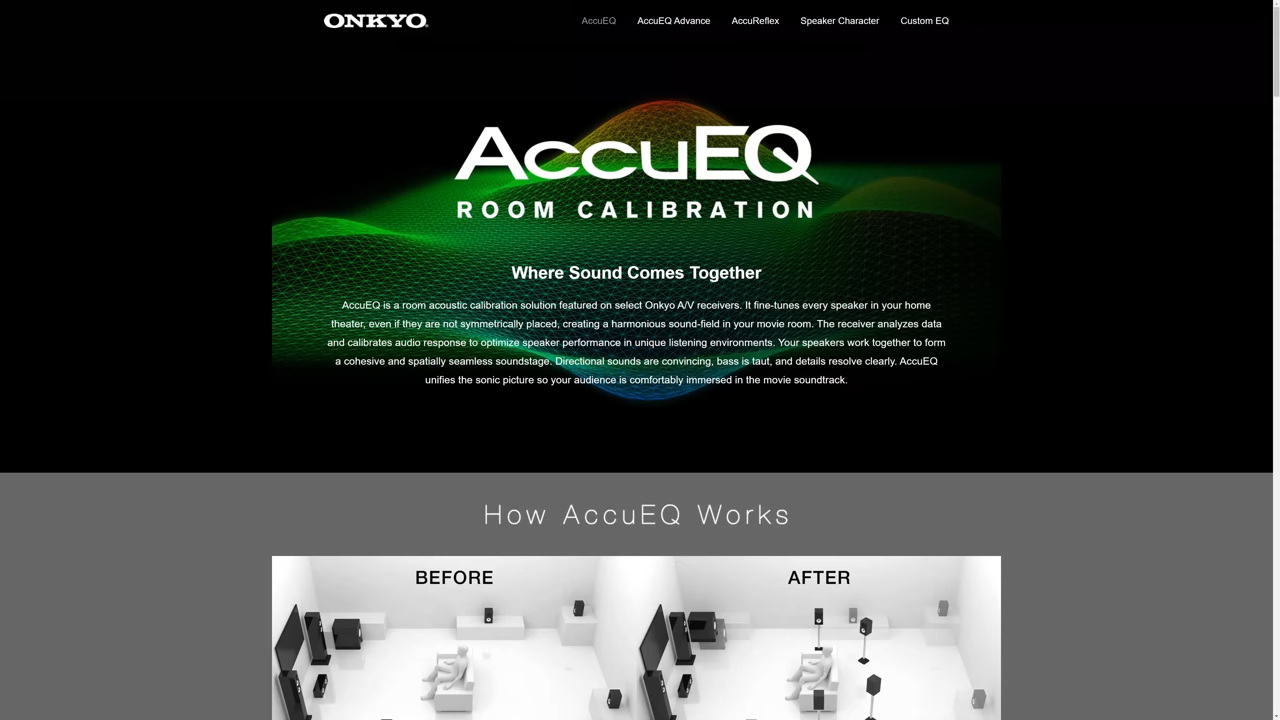 ONKYO
AccuEQ
AccuEQ Advance
AccuReflex
Speaker Character
Custom EQ
AccuEQ
ROOM CALIBRATION
Where Sound Comes Together
AccuEQ is a room acoustic calibration solution featured on select Onkyo A/V receivers. It fine-tunes every speaker in your home
theater, even if they are not symmetrically placed, creating a harmonious sound-field in your movie room. The receiver analyzes data
and calibrates audio response to optimize speaker performance in unique listening environments. Your speakers work together to form
a cohesive and spatially seamless soundstage. Directional sounds are convincing, bass is taut, and details resolve clearly. AccuEQ
unifies the sonic picture so your audience is comfortably immersed in the movie soundtrack.
How AccuEQ Works
BEFORE
AFTER